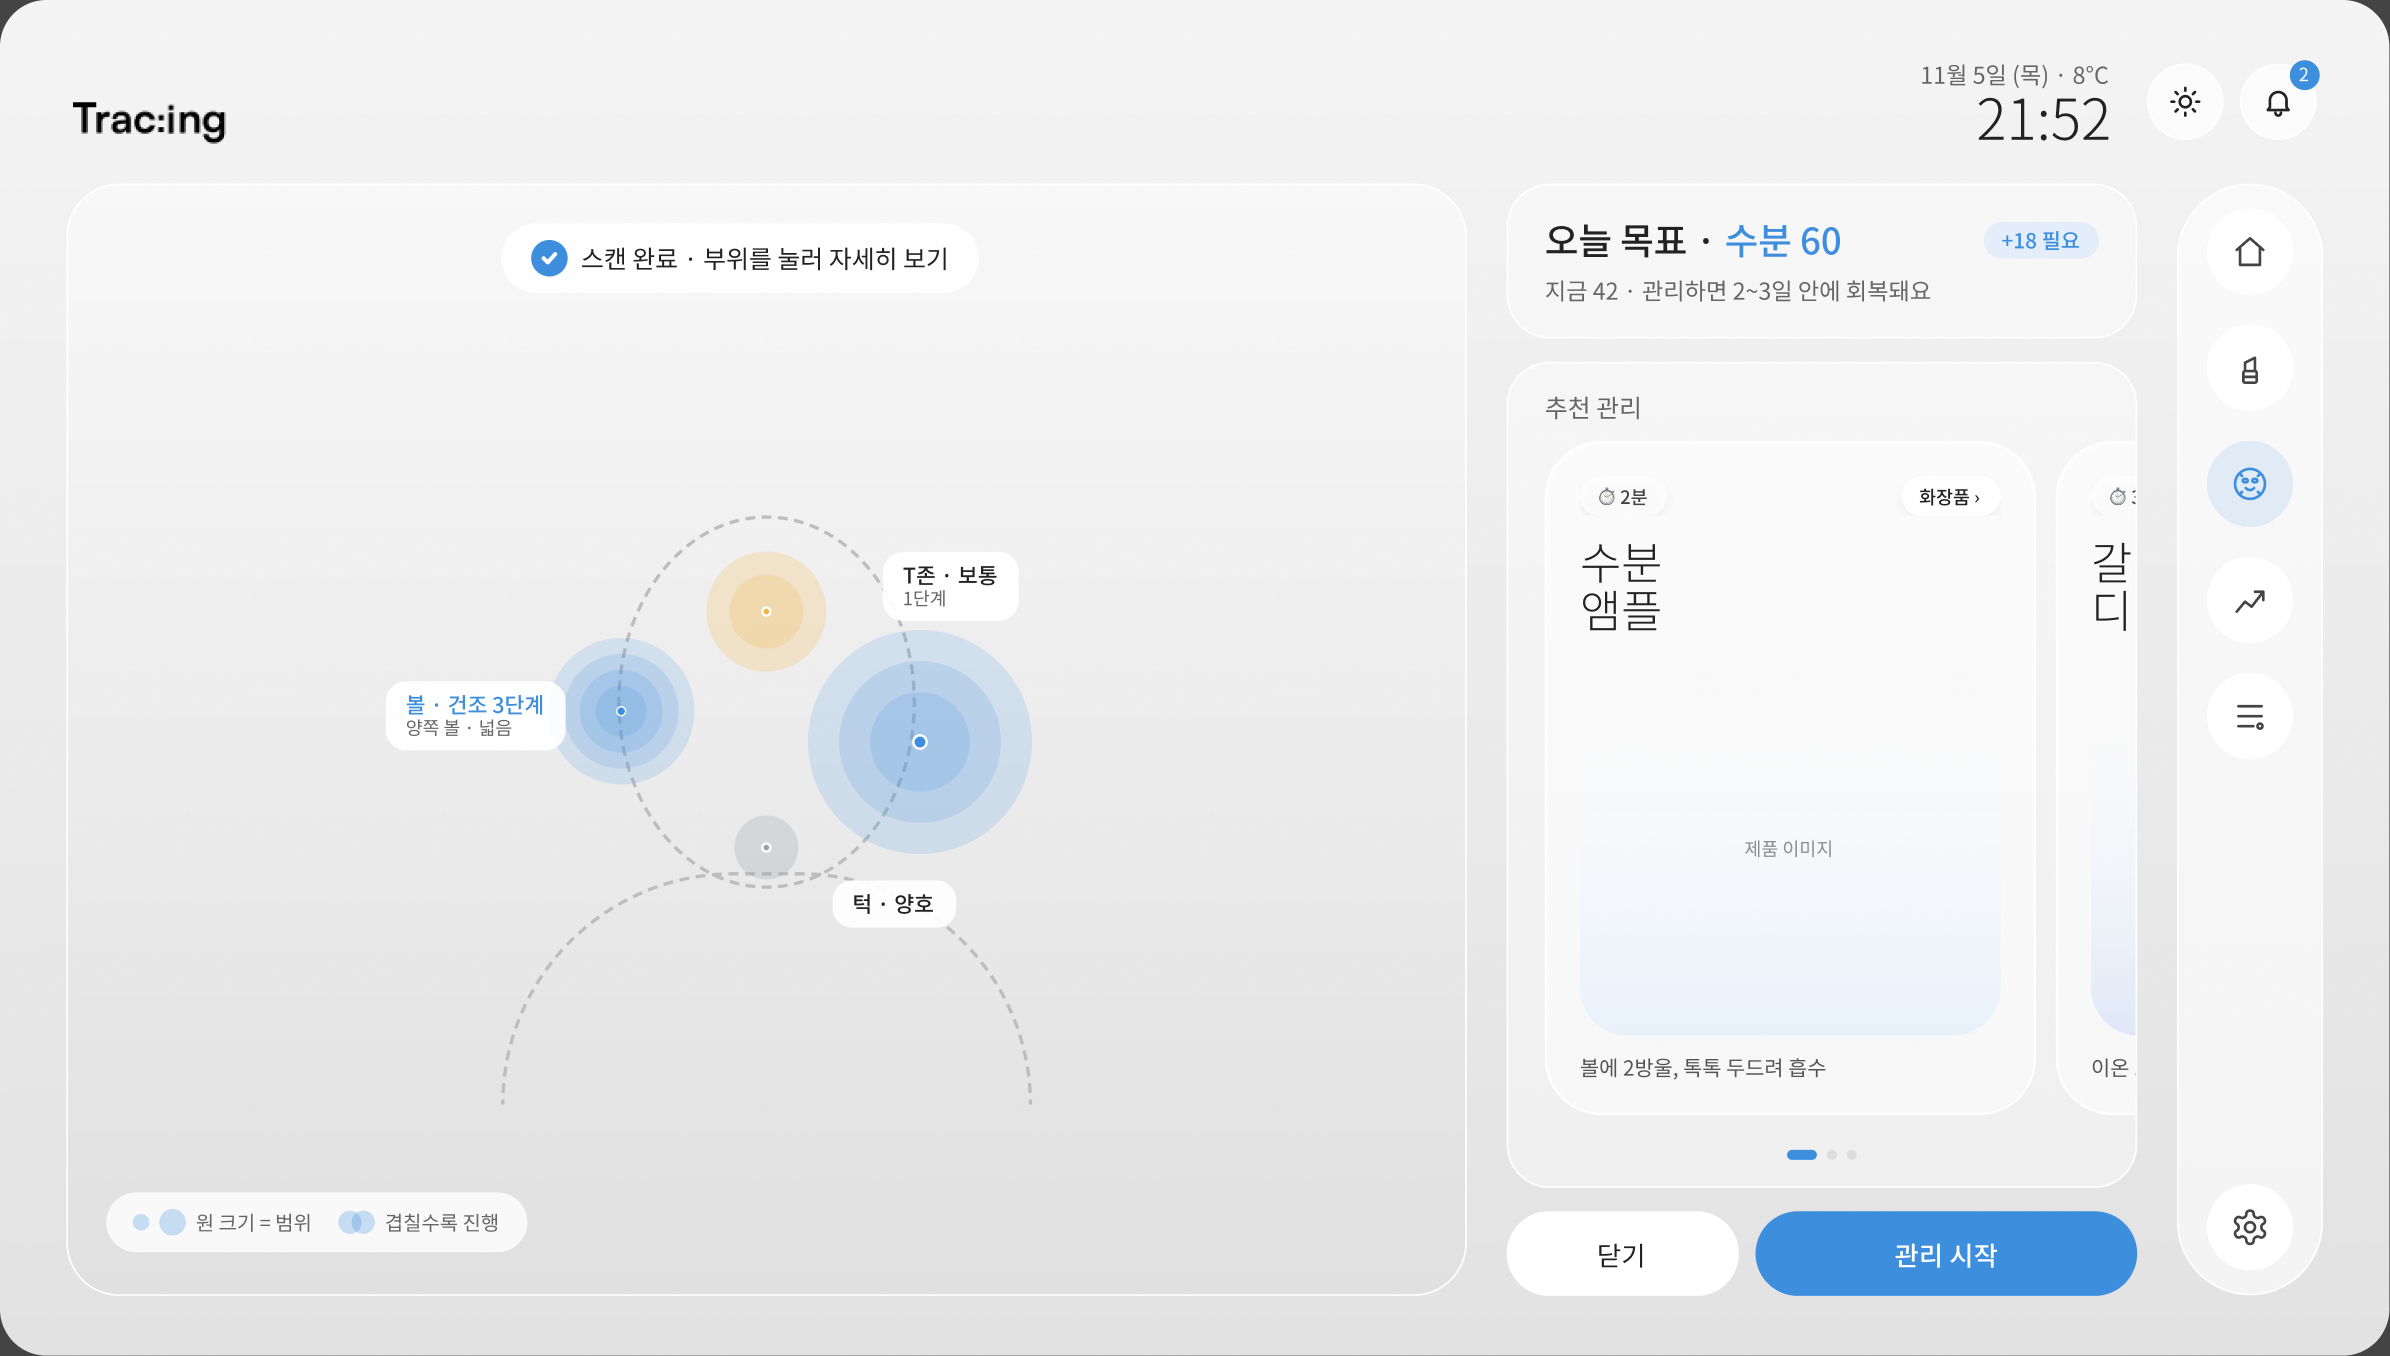 Trac:ing
11월 5일 (목) · 8°C
21:52
2
스캔 완료 · 부위를 눌러 자세히 보기
T존 · 보통
1단계
볼 · 건조 3단계
양쪽 볼 · 넓음
턱 · 양호
원 크기 = 범위
겹칠수록 진행
오늘 목표 · 수분 60
+18 필요
지금 42 · 관리하면 2~3일 안에 회복돼요
추천 관리
2분
화장품 ›
수분
앰플
제품 이미지
볼에 2방울, 톡톡 두드려 흡수
갈
디
이온
닫기
관리 시작